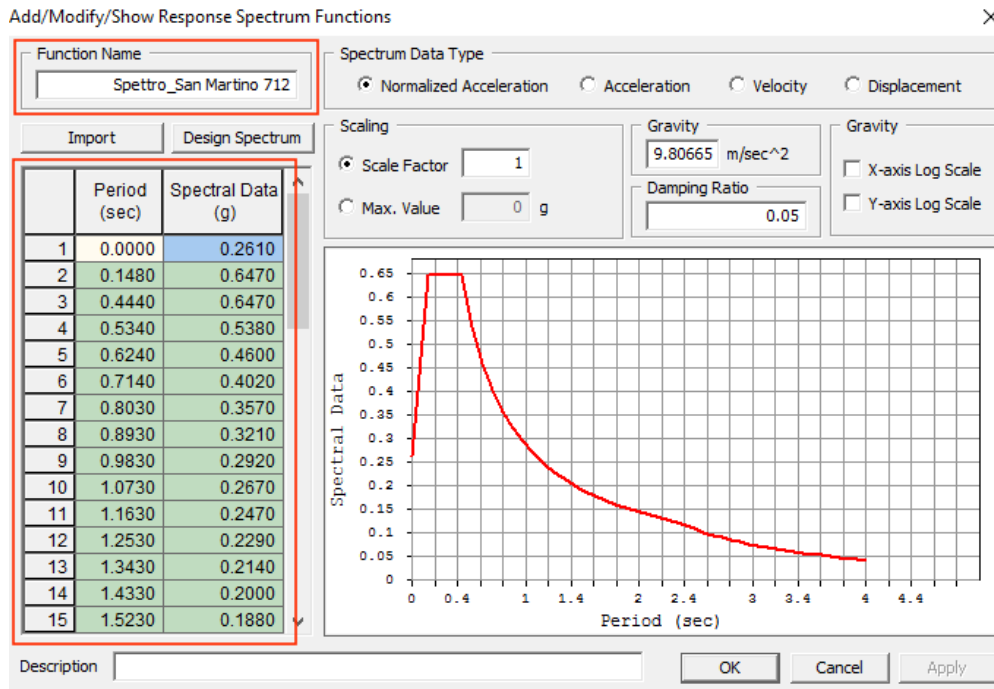 Add/Modify/Show Response Spectrum Functions
Function Name
Spettro_San Martino 712
Import
Design Spectrum
Spectrum Data Type
Normalized Acceleration
Acceleration
Velocity
Displacement
Scaling
Scale Factor 1
Max. Value 0 g
Gravity
9.80665 m/sec^2
Damping Ratio
0.05
Gravity
X-axis Log Scale
Y-axis Log Scale
Period (sec) Spectral Data (g)
1 0.0000 0.2610
2 0.1480 0.6470
3 0.4440 0.6470
4 0.5340 0.5380
5 0.6240 0.4600
6 0.7140 0.4020
7 0.8030 0.3570
8 0.8930 0.3210
9 0.9830 0.2920
10 1.0730 0.2670
11 1.1630 0.2470
12 1.2530 0.2290
13 1.3430 0.2140
14 1.4330 0.2000
15 1.5230 0.1880
Spectral Data
0.65
0.6
0.55
0.5
0.45
0.4
0.35
0.3
0.25
0.2
0.15
0.1
0.05
0
0 0.4 1 1.4 2 2.4 3 3.4 4 4.4
Period (sec)
Description
OK
Cancel
Apply